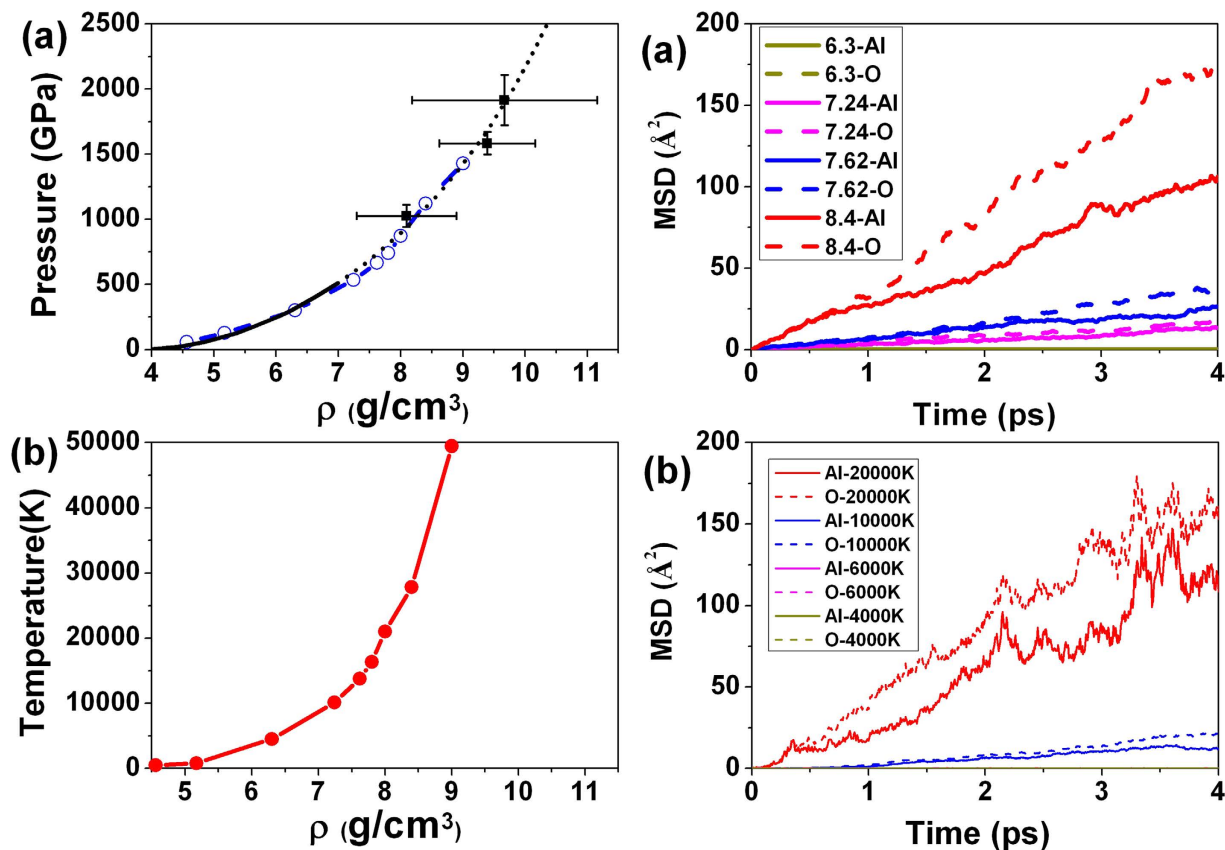 (a)
Pressure (GPa)
2500
2000
1500
1000
500
0
4 5 6 7 8 9 10 11
ρ (g/cm³)
(b)
Temperature(K)
50000
40000
30000
20000
10000
0
5 6 7 8 9 10 11
ρ (g/cm³)
(a)
MSD (Å²)
200
150
100
50
0
6.3-Al
6.3-O
7.24-Al
7.24-O
7.62-Al
7.62-O
8.4-Al
8.4-O
0 1 2 3 4
Time (ps)
(b)
MSD (Å²)
200
150
100
50
0
Al-20000K
O-20000K
Al-10000K
O-10000K
Al-6000K
O-6000K
Al-4000K
O-4000K
0 1 2 3 4
Time (ps)